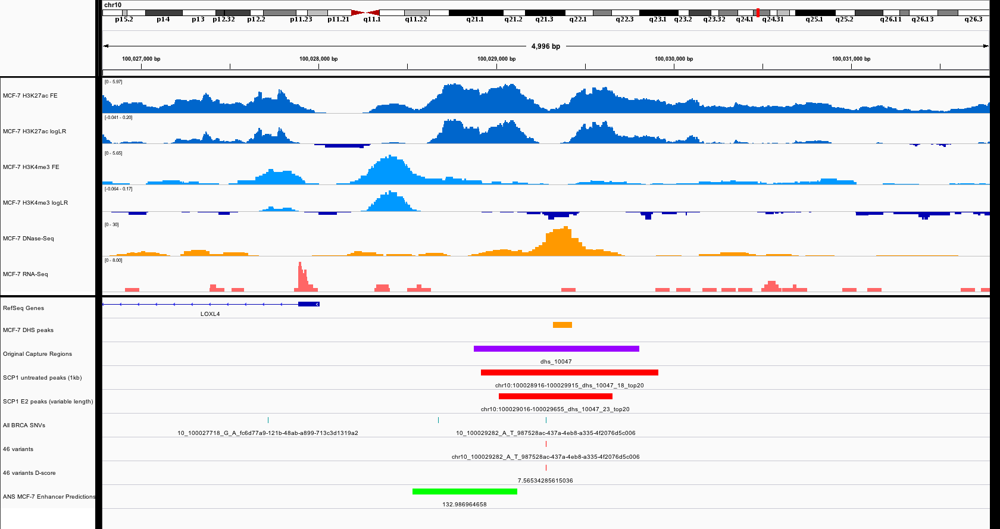 chr10
p15.2 p14 p13 p12.32 p12.2 p11.23 p11.21 q11.1 q11.22 q21.1 q21.2 q21.3 q22.1 q22.3 q23.1 q23.2 q23.32 q24.1 q24.31 q25.1 q25.2 q26.11 q26.13 q26.3
4,996 bp
100,027,000 bp 100,028,000 bp 100,029,000 bp 100,030,000 bp 100,031,000 bp
[0 - 5.97]
MCF-7 H3K27ac FE
[-0.041 - 0.20]
MCF-7 H3K27ac logLR
[0 - 5.65]
MCF-7 H3K4me3 FE
[-0.064 - 0.17]
MCF-7 H3K4me3 logLR
[0 - 30]
MCF-7 DNase-Seq
[0 - 8.00]
MCF-7 RNA-Seq
RefSeq Genes
LOXL4
MCF-7 DHS peaks
Original Capture Regions
dhs_10047
SCP1 untreated peaks (1kb)
chr10:100028916-100029915_dhs_10047_18_top20
SCP1 E2 peaks (variable length)
chr10:100029016-100029655_dhs_10047_23_top20
All BRCA SNVs
10_100027718_G_A_fc6d77a9-121b-48ab-a899-713c3d1319a2 10_100029282_A_T_987528ac-437a-4eb8-a335-4f2076d5c006
46 variants
chr10_100029282_A_T_987528ac-437a-4eb8-a335-4f2076d5c006
46 variants D-score
7.56534285615036
ANS MCF-7 Enhancer Predictions
132.986964658